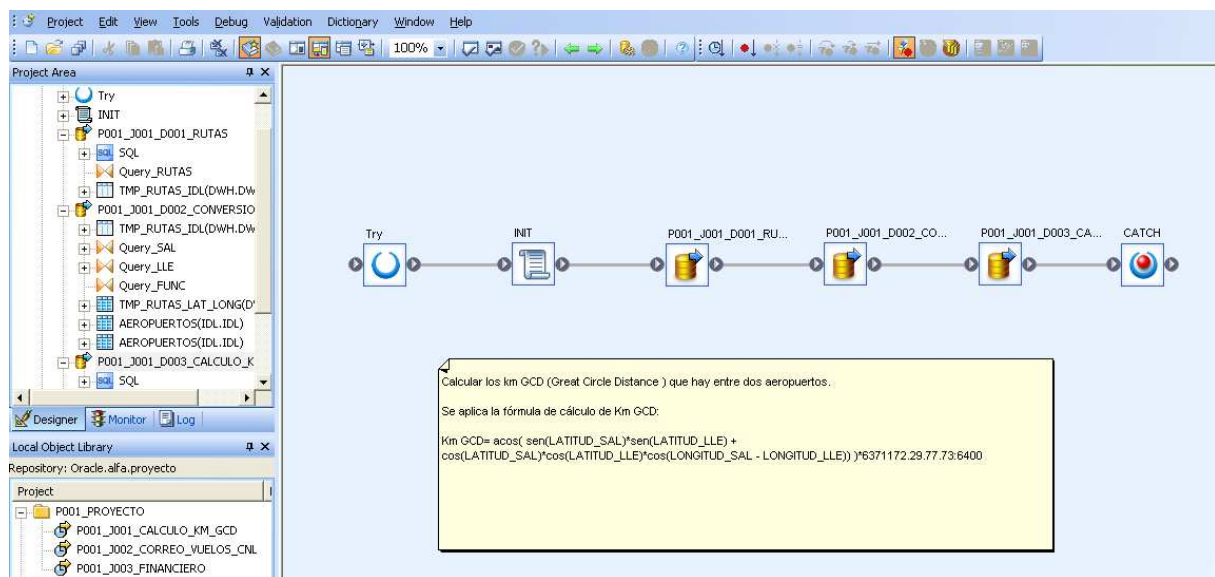 Project Edit View Tools Debug Validation Dictionary Window Help
100%
Project Area
Try
INIT
P001_J001_D001_RUTAS
SQL
Query_RUTAS
TMP_RUTAS_IDL(DWH.DW
P001_J001_D002_CONVERSIO
TMP_RUTAS_IDL(DWH.DW
Query_SAL
Query_LLE
Query_FUNC
TMP_RUTAS_LAT_LONG(D'
AEROPUERTOS(IDL.IDL)
AEROPUERTOS(IDL.IDL)
P001_J001_D003_CALCULO_K
SQL
Designer Monitor Log
Local Object Library
Repository: Oracle.alfa.proyecto
Project
P001_PROYECTO
P001_J001_CALCULO_KM_GCD
P001_J002_CORREO_VUELOS_CNL
P001_J003_FINANCIERO
Try INIT P001_J001_D001_RU... P001_J001_D002_CO... P001_J001_D003_CA... CATCH
Calcular los km GCD (Great Circle Distance ) que hay entre dos aeropuertos.
Se aplica la fórmula de cálculo de Km GCD:
Km GCD= acos( sen(LATITUD_SAL)*sen(LATITUD_LLE) +
cos(LATITUD_SAL)*cos(LATITUD_LLE)*cos(LONGITUD_SAL - LONGITUD_LLE)) )*6371172.29.77.73:6400